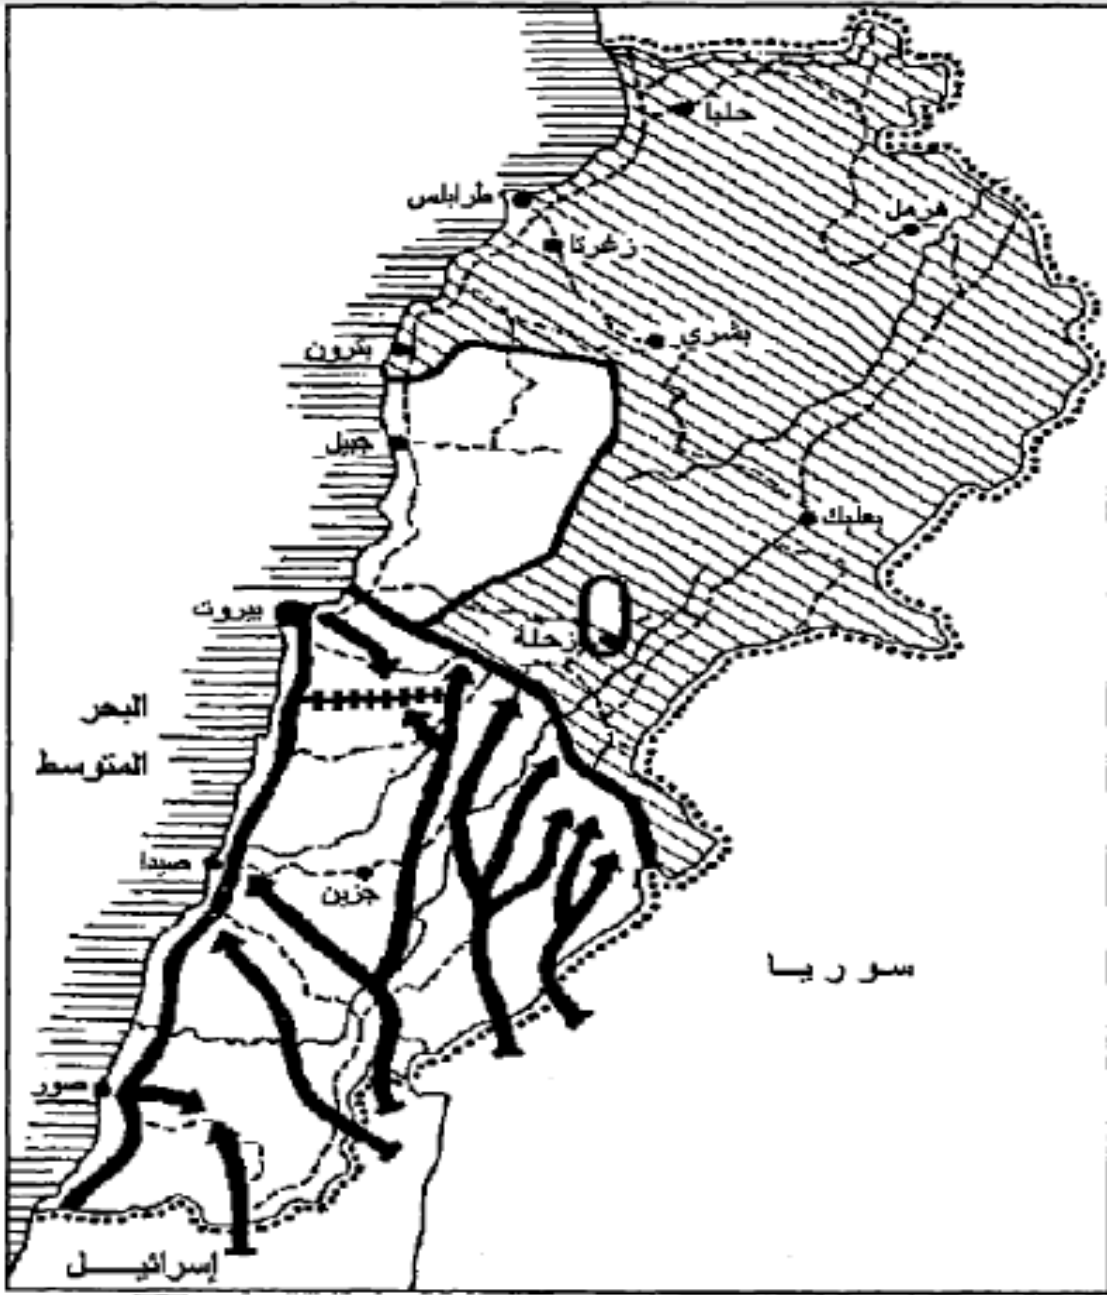 حلبا
طرابلس
هرمل
زغرتا
بشري
بترون
جبيل
بعلبك
بيروت
زحلة
البحر
المتوسط
صيدا
جزين
سوريا
صور
إسرائيل